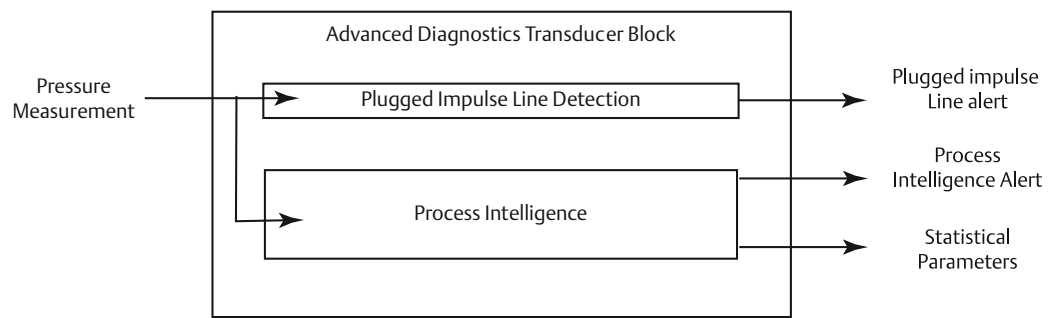 Advanced Diagnostics Transducer Block
Pressure
Measurement
Plugged Impulse Line Detection
Plugged impulse
Line alert
Process Intelligence
Process
Intelligence Alert
Statistical
Parameters